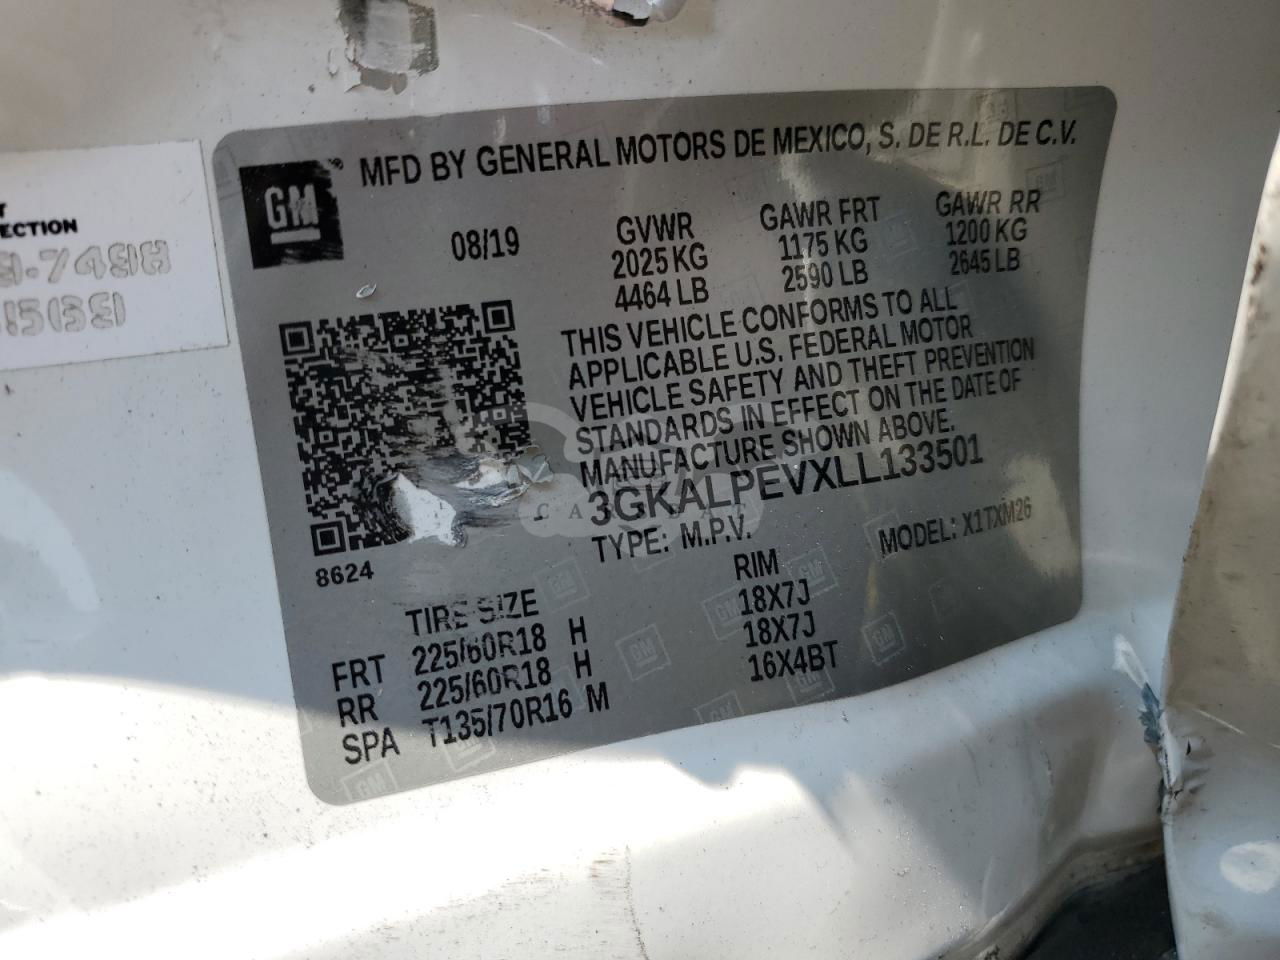 MFD BY GENERAL MOTORS DE MEXICO, S. DE R.L. DE C.V.
GM
08/19
GVWR GAWR FRT GAWR RR
2025 KG 1175 KG 1200 KG
4464 LB 2590 LB 2645 LB
THIS VEHICLE CONFORMS TO ALL
APPLICABLE U.S. FEDERAL MOTOR
VEHICLE SAFETY AND THEFT PREVENTION
STANDARDS IN EFFECT ON THE DATE OF
MANUFACTURE SHOWN ABOVE.
3GKALPEVXLL133501
TYPE: M.P.V. MODEL: X1TXM26
8624
TIRE SIZE RIM
FRT 225/60R18 H 18X7J
RR 225/60R18 H 18X7J
SPA T135/70R16 M 16X4BT
ECTION